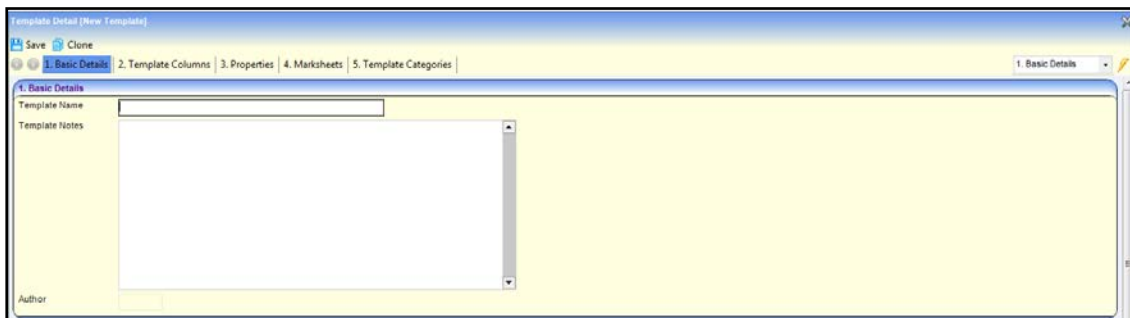 Template Detail [New Template]
Save Clone
1. Basic Details 2. Template Columns 3. Properties 4. Marksheets 5. Template Categories 1. Basic Details
1. Basic Details
Template Name
Template Notes
Author